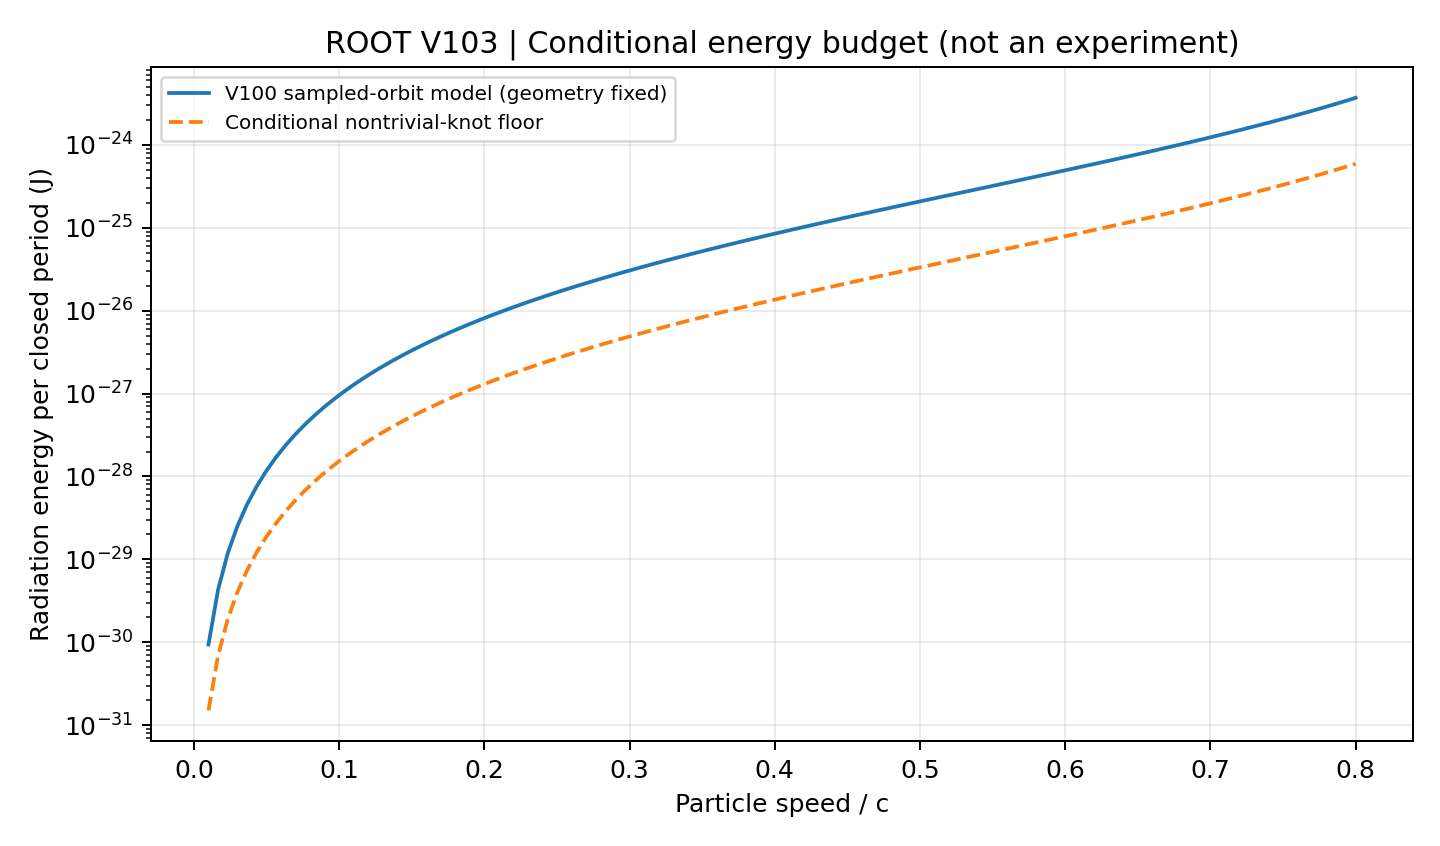 ROOT V103 | Conditional energy budget (not an experiment)
V100 sampled-orbit model (geometry fixed)
Conditional nontrivial-knot floor
Radiation energy per closed period (J)
10⁻²⁴
10⁻²⁵
10⁻²⁶
10⁻²⁷
10⁻²⁸
10⁻²⁹
10⁻³⁰
10⁻³¹
0.0 0.1 0.2 0.3 0.4 0.5 0.6 0.7 0.8
Particle speed / c